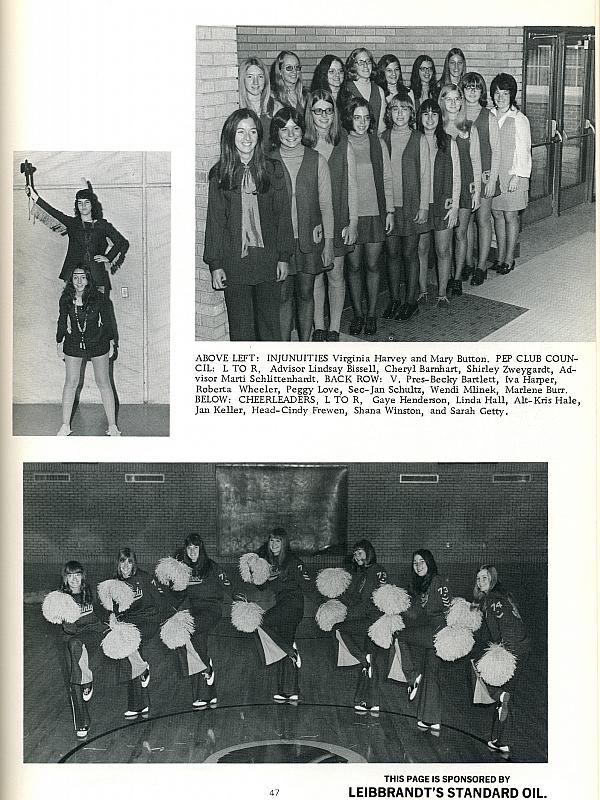 ABOVE LEFT: INJUNUITIES Virginia Harvey and Mary Button. PEP CLUB COUN-
CIL: L TO R, Advisor Lindsay Bissell, Cheryl Barnhart, Shirley Zweygardt, Ad-
visor Marti Schlittenhardt. BACK ROW: V. Pres-Becky Bartlett, Iva Harper,
Roberta Wheeler, Peggy Love, Sec-Jan Schultz, Wendi Mlinek, Marlene Burr.
BELOW: CHEERLEADERS, L TO R, Gaye Henderson, Linda Hall, Alt-Kris Hale,
Jan Keller, Head-Cindy Frewen, Shana Winston, and Sarah Getty.
73
73
74
47
THIS PAGE IS SPONSORED BY
LEIBBRANDT'S STANDARD OIL.